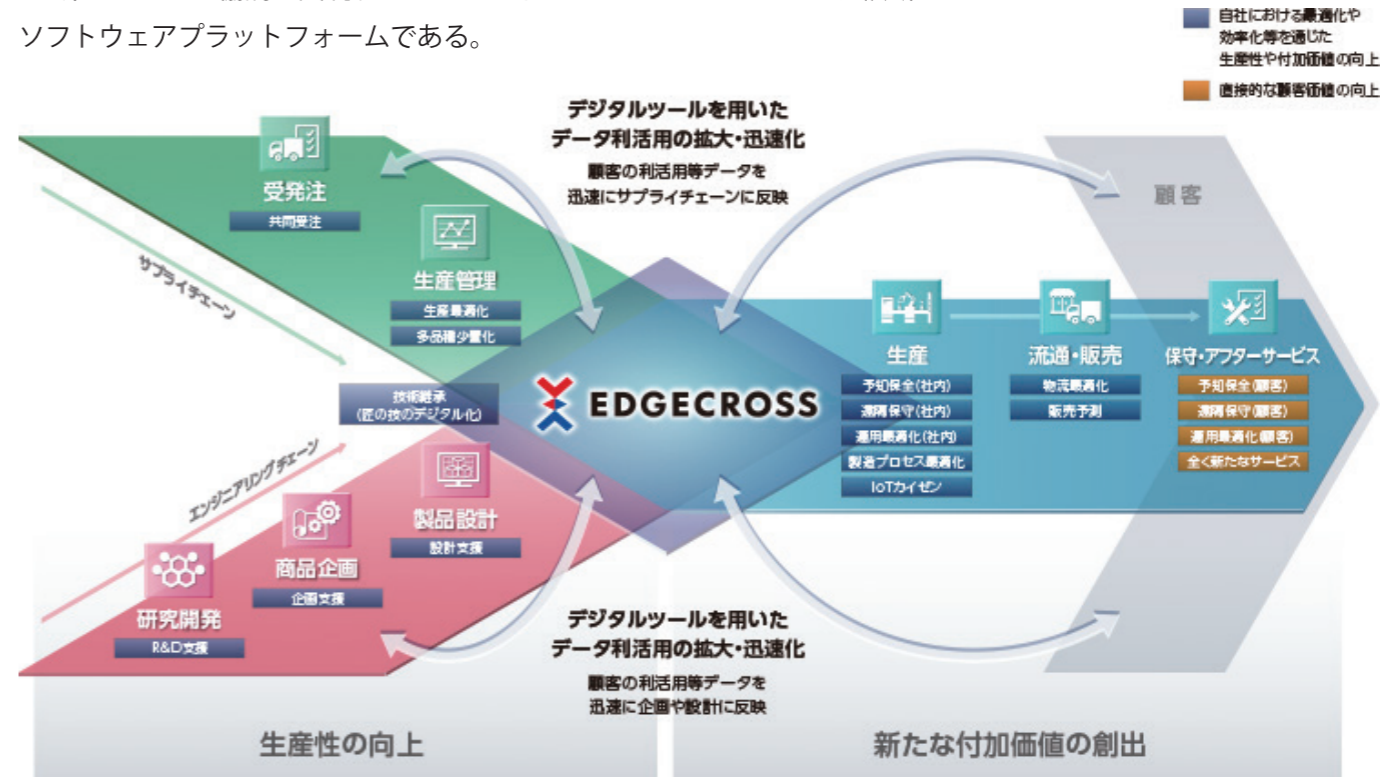 ソフトウェアプラットフォームである。
自社における最適化や
効率化等を通じた
生産性や付加価値の向上
直接的な顧客価値の向上
デジタルツールを用いた
データ利活用の拡大・迅速化
顧客の利活用等データを
迅速にサプライチェーンに反映
受発注
共同受注
顧客
生産管理
生産最適化
多品種少量化
サプライチェーン
技術継承
(匠の技のデジタル化)
EDGECROSS
生産
予知保全(社内)
遠隔保守(社内)
運用最適化(社内)
製造プロセス最適化
IoTカイゼン
流通・販売
物流最適化
販売予測
保守・アフターサービス
予知保全(顧客)
遠隔保守(顧客)
運用最適化(顧客)
全く新たなサービス
エンジニアリングチェーン
製品設計
設計支援
商品企画
企画支援
研究開発
R&D支援
デジタルツールを用いた
データ利活用の拡大・迅速化
顧客の利活用等データを
迅速に企画や設計に反映
生産性の向上
新たな付加価値の創出